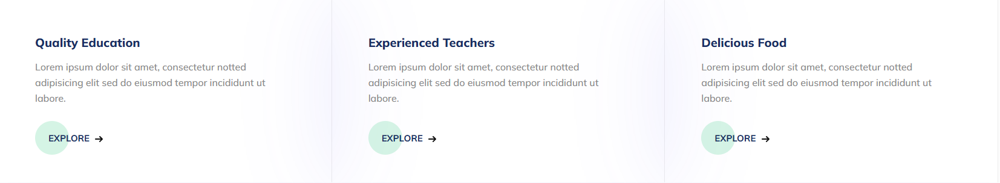 Quality Education
Lorem ipsum dolor sit amet, consectetur notted
adipisicing elit sed do eiusmod tempor incididunt ut
labore.
EXPLORE →
Experienced Teachers
Lorem ipsum dolor sit amet, consectetur notted
adipisicing elit sed do eiusmod tempor incididunt ut
labore.
EXPLORE →
Delicious Food
Lorem ipsum dolor sit amet, consectetur notted
adipisicing elit sed do eiusmod tempor incididunt ut
labore.
EXPLORE →